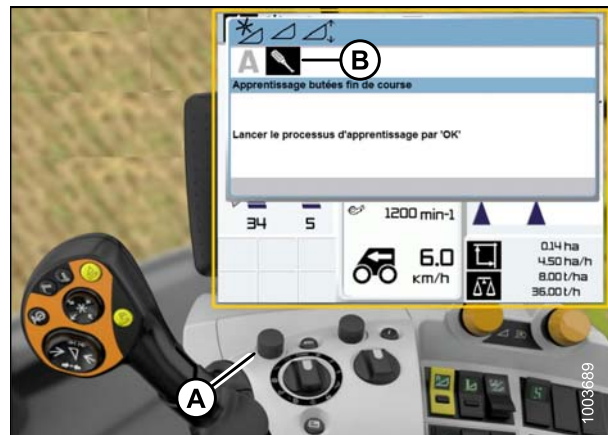 A
B
Apprentissage butées fin de course
Lancer le processus d'apprentissage par 'OK'
34
5
1200 min-1
6.0
км/h
0.14 ha
4.50 ha/h
8.00 t/ha
36.00 t/h
A
1003689